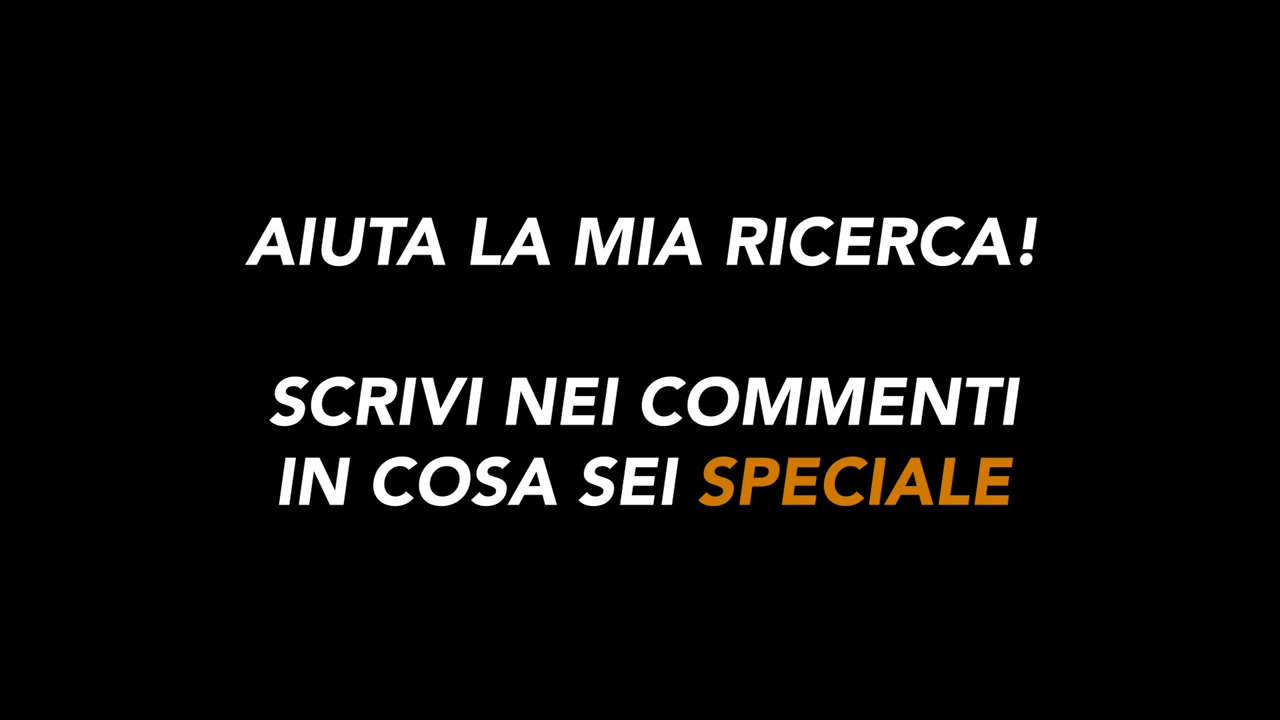 AIUTA LA MIA RICERCA!
SCRIVI NEI COMMENTI
IN COSA SEI SPECIALE